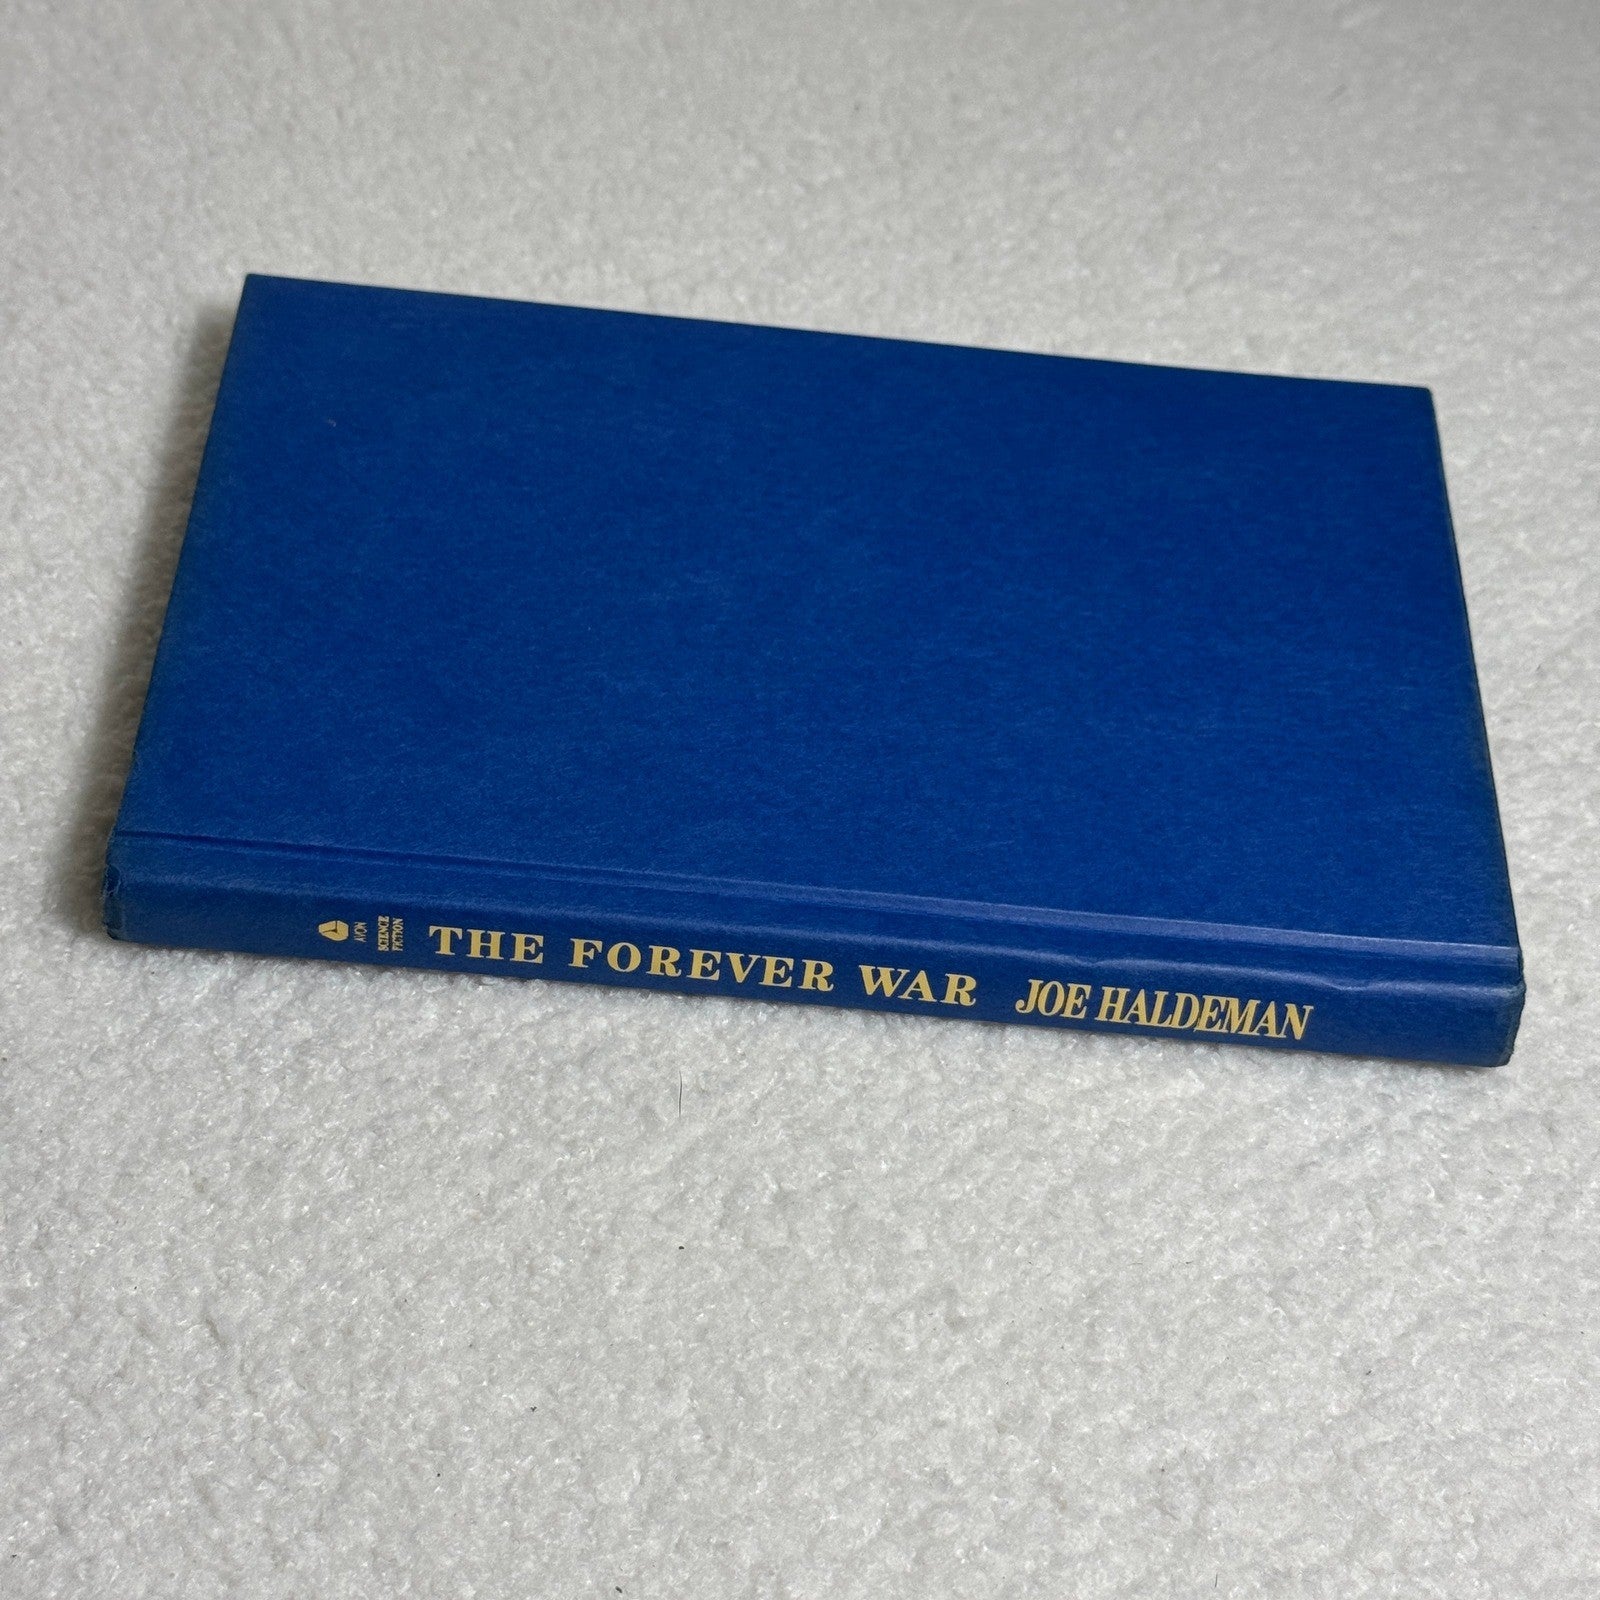 AVON
SCIENCE
FICTION
THE FOREVER WAR
JOE HALDEMAN